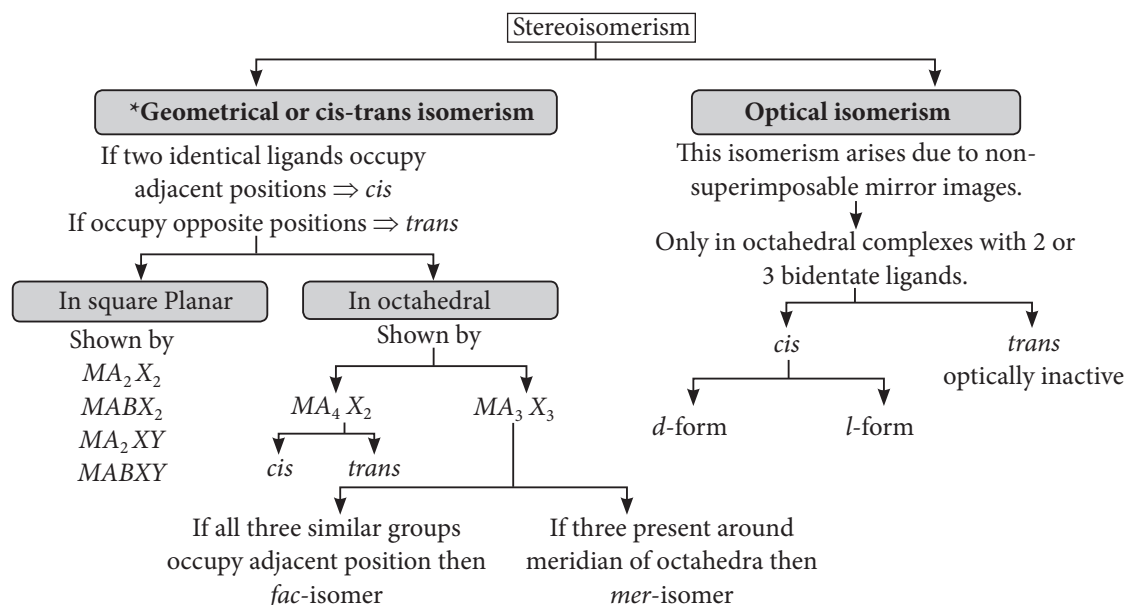 Stereoisomerism
*Geometrical or cis-trans isomerism
If two identical ligands occupy
adjacent positions ⇒ cis
If occupy opposite positions ⇒ trans
In square Planar
Shown by
MA₂X₂
MABX₂
MA₂XY
MABXY
In octahedral
Shown by
MA₄X₂
cis
trans
MA₃X₃
If all three similar groups
occupy adjacent position then
fac-isomer
If three present around
meridian of octahedra then
mer-isomer
Optical isomerism
This isomerism arises due to non-
superimposable mirror images.
Only in octahedral complexes with 2 or
3 bidentate ligands.
cis
d-form
l-form
trans
optically inactive